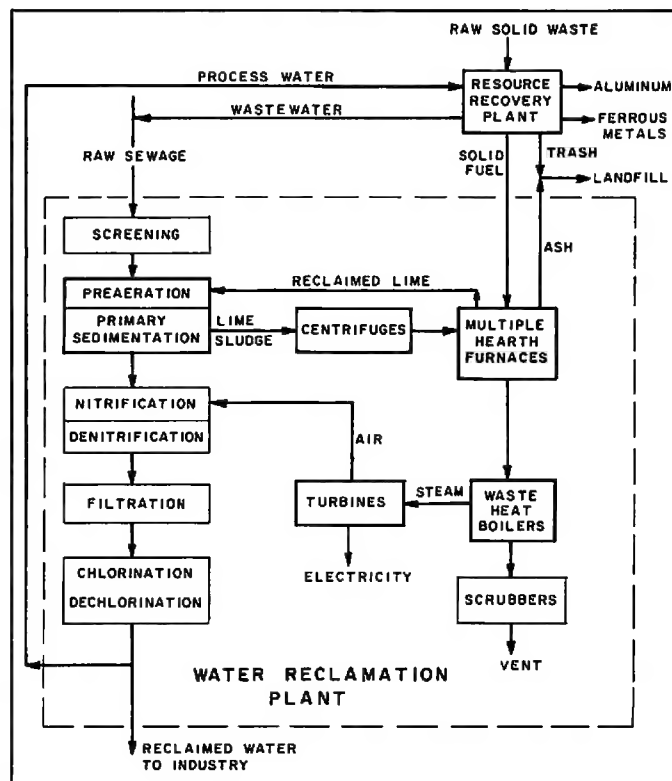 RAW SOLID WASTE
PROCESS WATER
RESOURCE
RECOVERY
PLANT
ALUMINUM
WASTEWATER
FERROUS
METALS
RAW SEWAGE
SOLID
FUEL
TRASH
LANDFILL
SCREENING
ASH
RECLAIMED LIME
PREAERATION
PRIMARY
SEDIMENTATION
LIME
SLUDGE
CENTRIFUGES
MULTIPLE
HEARTH
FURNACES
NITRIFICATION
DENITRIFICATION
AIR
FILTRATION
TURBINES
STEAM
WASTE
HEAT
BOILERS
ELECTRICITY
CHLORINATION
DECHLORINATION
SCRUBBERS
VENT
WATER RECLAMATION
PLANT
RECLAIMED WATER
TO INDUSTRY